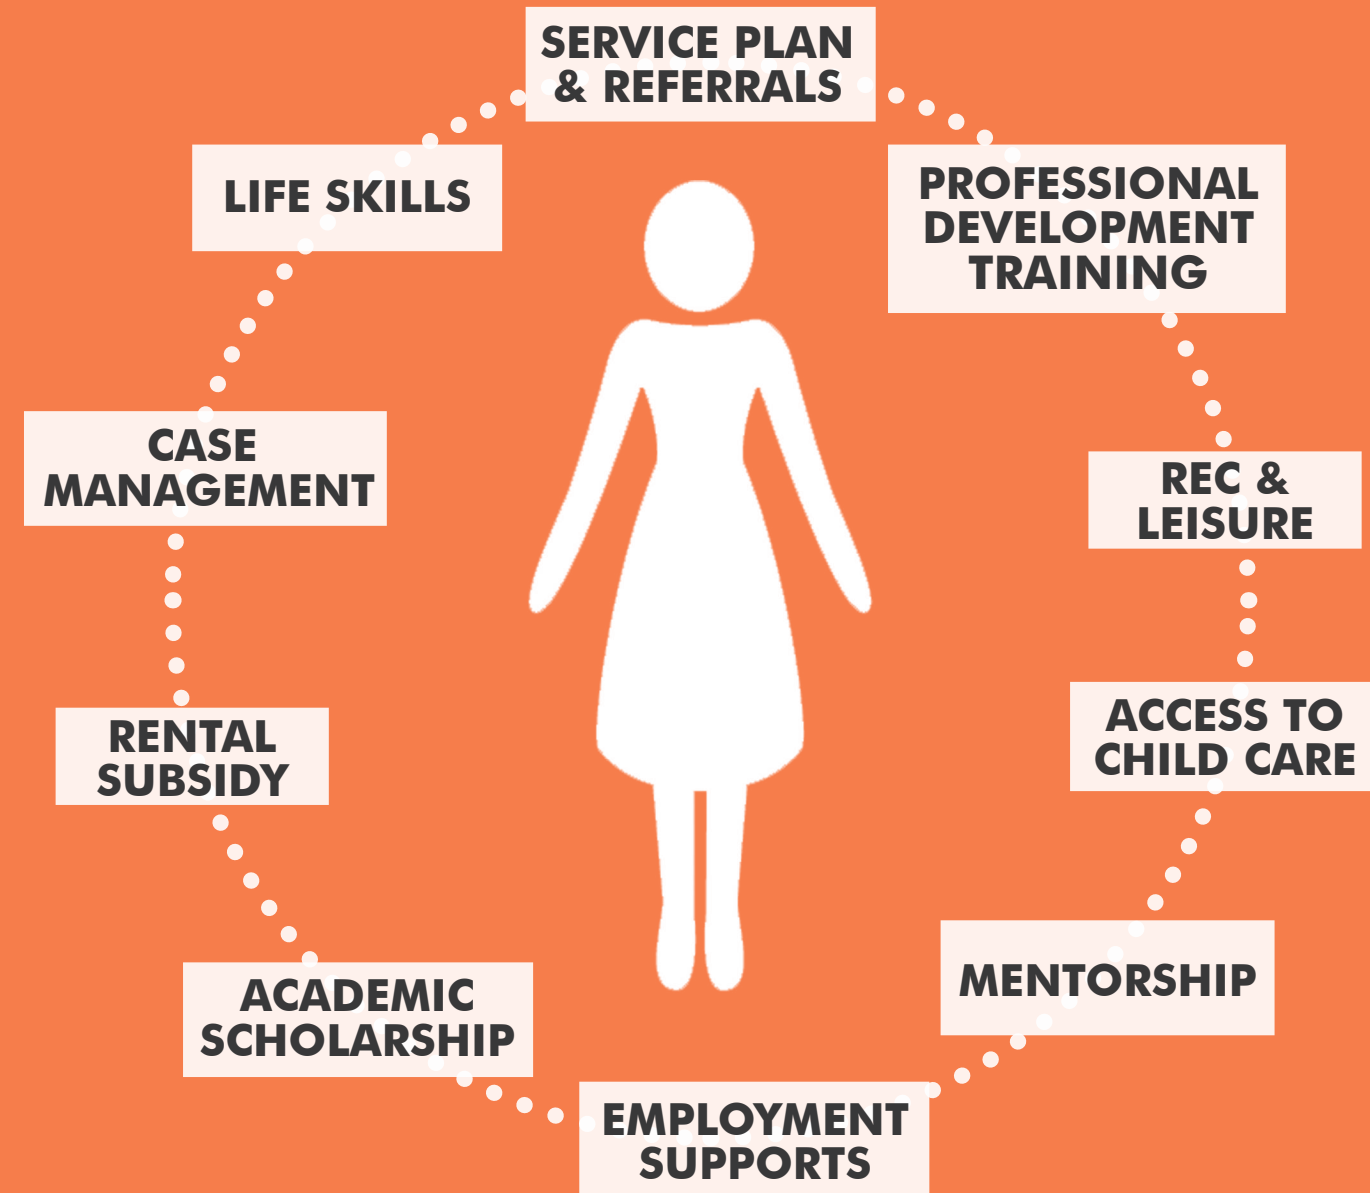 SERVICE PLAN
& REFERRALS
LIFE SKILLS
PROFESSIONAL
DEVELOPMENT
TRAINING
CASE
MANAGEMENT
REC &
LEISURE
RENTAL
SUBSIDY
ACCESS TO
CHILD CARE
ACADEMIC
SCHOLARSHIP
MENTORSHIP
EMPLOYMENT
SUPPORTS